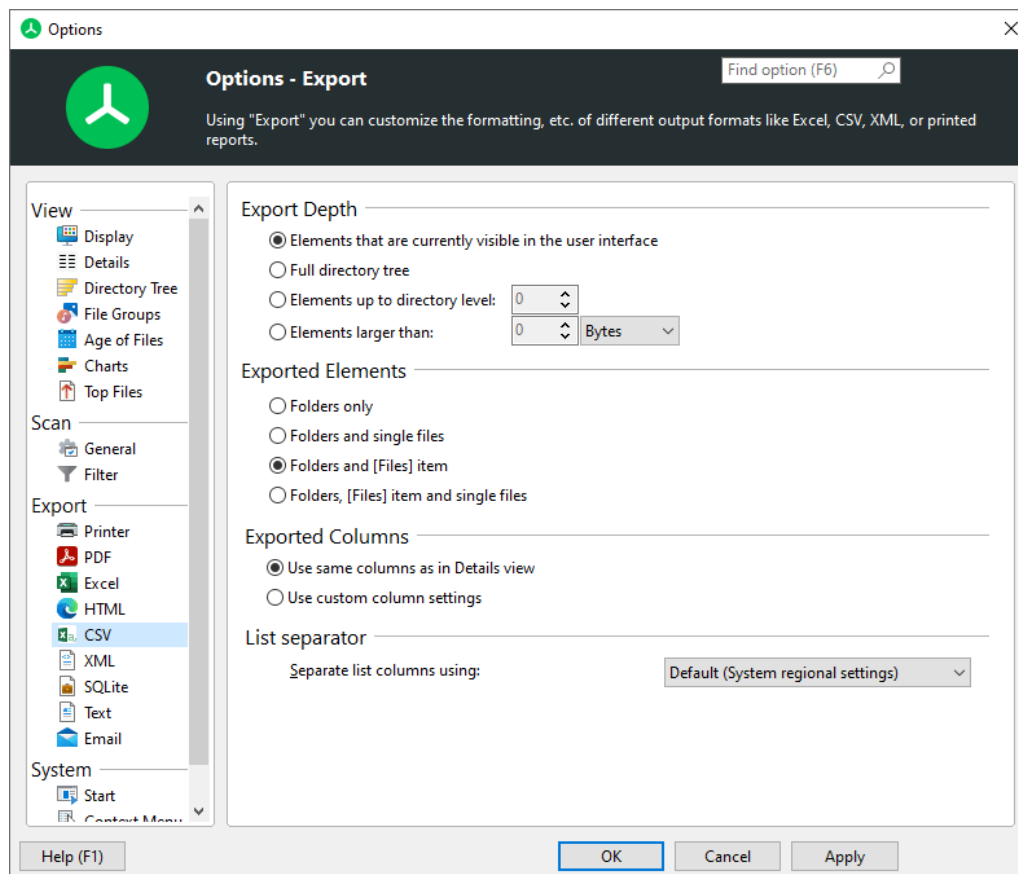 Options
Options - Export
Find option (F6)
Using "Export" you can customize the formatting, etc. of different output formats like Excel, CSV, XML, or printed
reports.
View
Display
Details
Directory Tree
File Groups
Age of Files
Charts
Top Files
Scan
General
Filter
Export
Printer
PDF
Excel
HTML
CSV
XML
SQLite
Text
Email
System
Start
Context Menu
Export Depth
Elements that are currently visible in the user interface
Full directory tree
Elements up to directory level: 0
Elements larger than: 0 Bytes
Exported Elements
Folders only
Folders and single files
Folders and [Files] item
Folders, [Files] item and single files
Exported Columns
Use same columns as in Details view
Use custom column settings
List separator
Separate list columns using: Default (System regional settings)
Help (F1) OK Cancel Apply